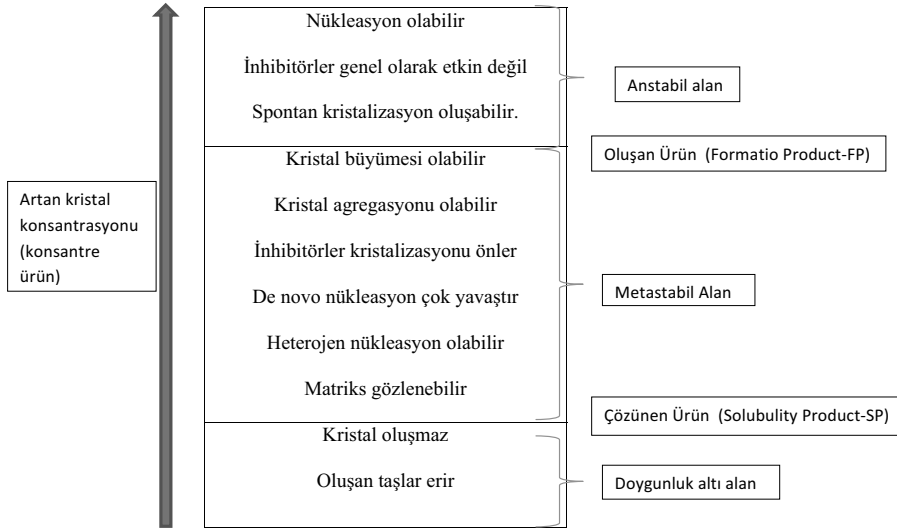 Nükleasyon olabilir
İnhibitörler genel olarak etkin değil
Spontan kristalizasyon oluşabilir.
Anstabil alan
Oluşan Ürün (Formatio Product-FP)
Kristal büyümesi olabilir
Kristal agregasyonu olabilir
İnhibitörler kristalizasyonu önler
De novo nükleasyon çok yavaştır
Heterojen nükleasyon olabilir
Matriks gözlenebilir
Artan kristal
konsantrasyonu
(konsantre
ürün)
Metastabil Alan
Çözünen Ürün (Solubulity Product-SP)
Kristal oluşmaz
Oluşan taşlar erir
Doygunluk altı alan